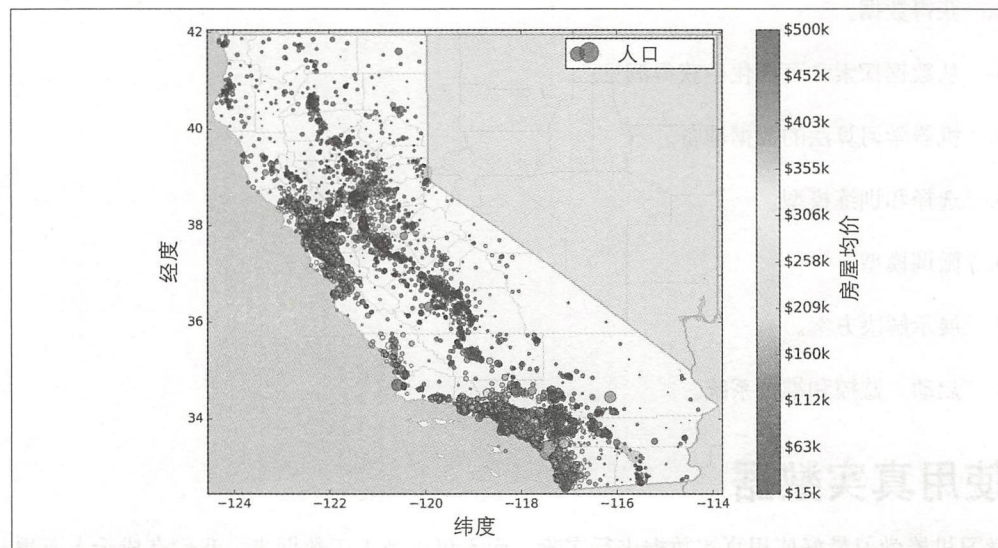 42
40
38
36
34
经度
−124
−122
−120
−118
−116
−114
纬度
人口
$500k
$452k
$403k
$355k
$306k
$258k
$209k
$160k
$112k
$63k
$15k
房屋均价
使用真实数据